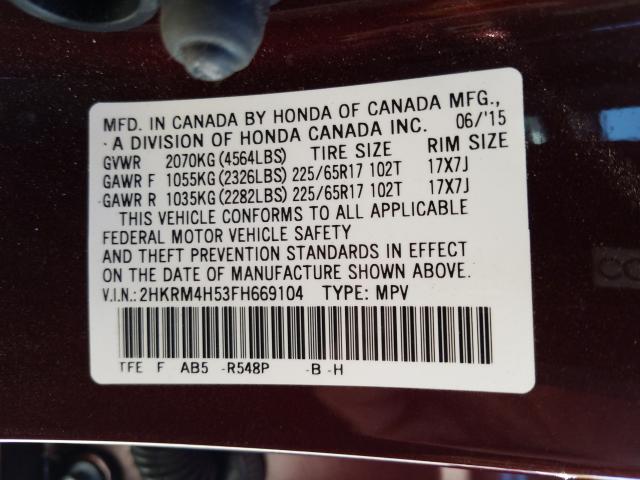 MFD. IN CANADA BY HONDA OF CANADA MFG.,
A DIVISION OF HONDA CANADA INC. 06/'15
GVWR 2070KG (4564LBS) TIRE SIZE RIM SIZE
GAWR F 1055KG (2326LBS) 225/65R17 102T 17X7J
GAWR R 1035KG (2282LBS) 225/65R17 102T 17X7J
THIS VEHICLE CONFORMS TO ALL APPLICABLE
FEDERAL MOTOR VEHICLE SAFETY
AND THEFT PREVENTION STANDARDS IN EFFECT
ON THE DATE OF MANUFACTURE SHOWN ABOVE.
V.I.N.: 2HKRM4H53FH669104 TYPE: MPV
TFE F AB5 -R548P -B -H